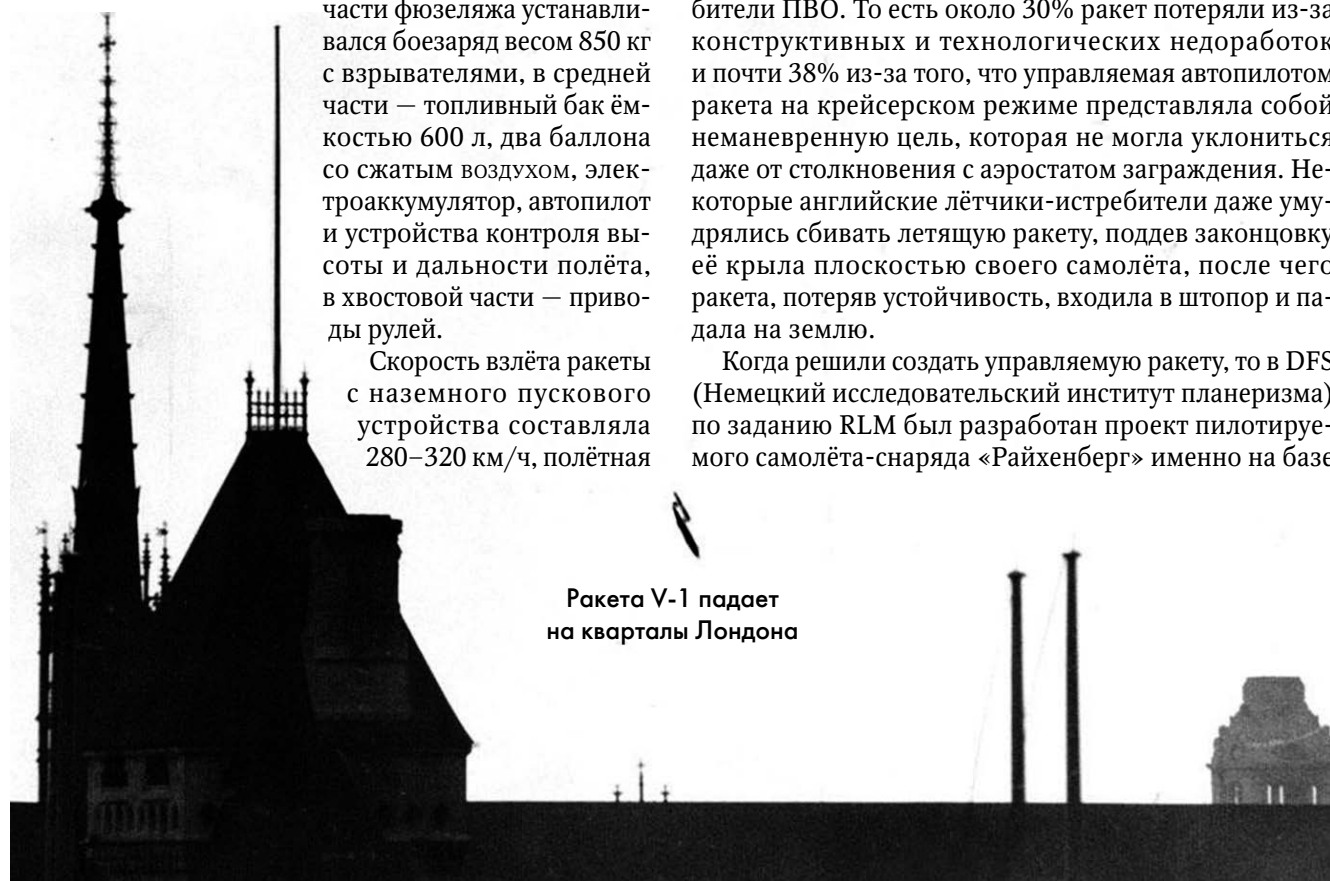 части фюзеляжа устанавли-
вался боезаряд весом 850 кг
с взрывателями, в средней
части — топливный бак ём-
костью 600 л, два баллона
со сжатым воздухом, элек-
троаккумулятор, автопилот
и устройства контроля вы-
соты и дальности полёта,
в хвостовой части — приво-
ды рулей.
Скорость взлёта ракеты
с наземного пускового
устройства составляла
280–320 км/ч, полётная
бители ПВО. То есть около 30% ракет потеряли из-за
конструктивных и технологических недоработок
и почти 38% из-за того, что управляемая автопилотом
ракета на крейсерском режиме представляла собой
неманевренную цель, которая не могла уклониться
даже от столкновения с аэростатом заграждения. Не-
которые английские лётчики-истребители даже уму-
дрялись сбивать летящую ракету, поддев законцовку
её крыла плоскостью своего самолёта, после чего
ракета, потеряв устойчивость, входила в штопор и па-
дала на землю.
Когда решили создать управляемую ракету, то в DFS
(Немецкий исследовательский институт планеризма)
по заданию RLM был разработан проект пилотируе-
мого самолёта-снаряда «Райхенберг» именно на базе
Ракета V-1 падает
на кварталы Лондона